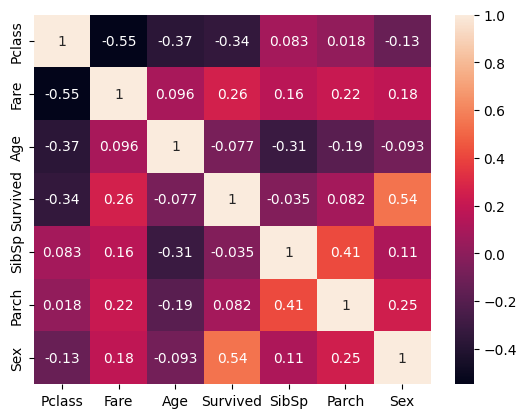 Pclass 1 -0.55 -0.37 -0.34 0.083 0.018 -0.13
Fare -0.55 1 0.096 0.26 0.16 0.22 0.18
Age -0.37 0.096 1 -0.077 -0.31 -0.19 -0.093
Survived -0.34 0.26 -0.077 1 -0.035 0.082 0.54
SibSp 0.083 0.16 -0.31 -0.035 1 0.41 0.11
Parch 0.018 0.22 -0.19 0.082 0.41 1 0.25
Sex -0.13 0.18 -0.093 0.54 0.11 0.25 1
Pclass Fare Age Survived SibSp Parch Sex
1.0
0.8
0.6
0.4
0.2
0.0
−0.2
−0.4